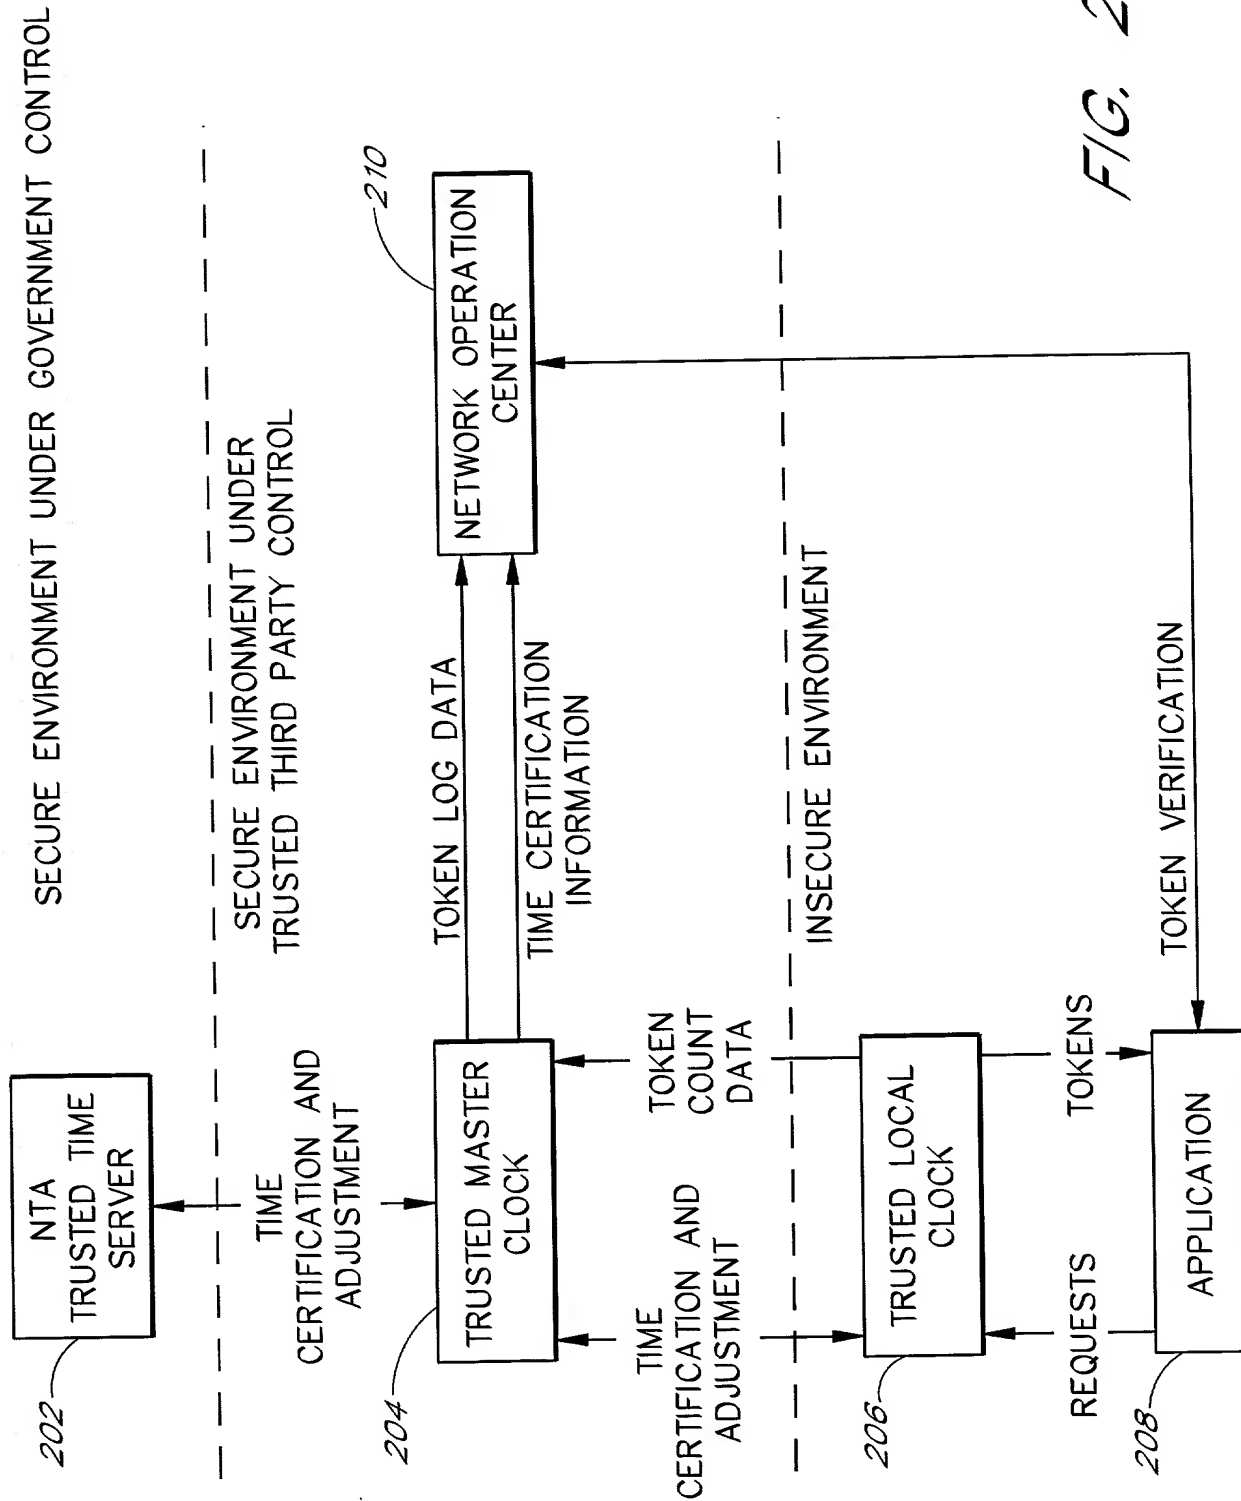 SECURE ENVIRONMENT UNDER GOVERNMENT CONTROL
NTA
TRUSTED TIME
SERVER
202
SECURE ENVIRONMENT UNDER
TRUSTED THIRD PARTY CONTROL
TIME
CERTIFICATION AND
ADJUSTMENT
204
TRUSTED MASTER
CLOCK
TOKEN LOG DATA
TIME CERTIFICATION
INFORMATION
NETWORK OPERATION
CENTER
210
TIME
CERTIFICATION AND
ADJUSTMENT
TOKEN
COUNT
DATA
INSECURE ENVIRONMENT
206
TRUSTED LOCAL
CLOCK
REQUESTS
TOKENS
TOKEN VERIFICATION
208
APPLICATION
FIG. 2